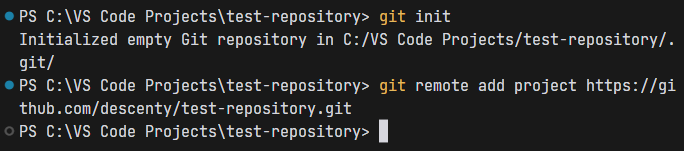 PS C:\VS Code Projects\test-repository> git init
Initialized empty Git repository in C:/VS Code Projects/test-repository/.
git/
PS C:\VS Code Projects\test-repository> git remote add project https://gi
thub.com/descenty/test-repository.git
PS C:\VS Code Projects\test-repository>